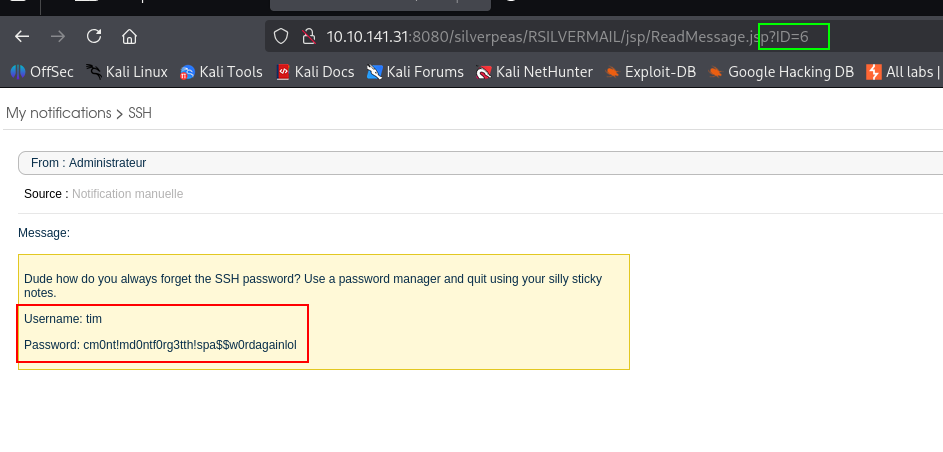 10.10.141.31:8080/silverpeas/RSILVERMAIL/jsp/ReadMessage.jsp?ID=6
OffSec Kali Linux Kali Tools Kali Docs Kali Forums Kali NetHunter Exploit-DB Google Hacking DB All labs |
My notifications > SSH
From : Administrateur
Source : Notification manuelle
Message:
Dude how do you always forget the SSH password? Use a password manager and quit using your silly sticky
notes.
Username: tim
Password: cm0nt!md0ntf0rg3tth!spa$$w0rdagainlol